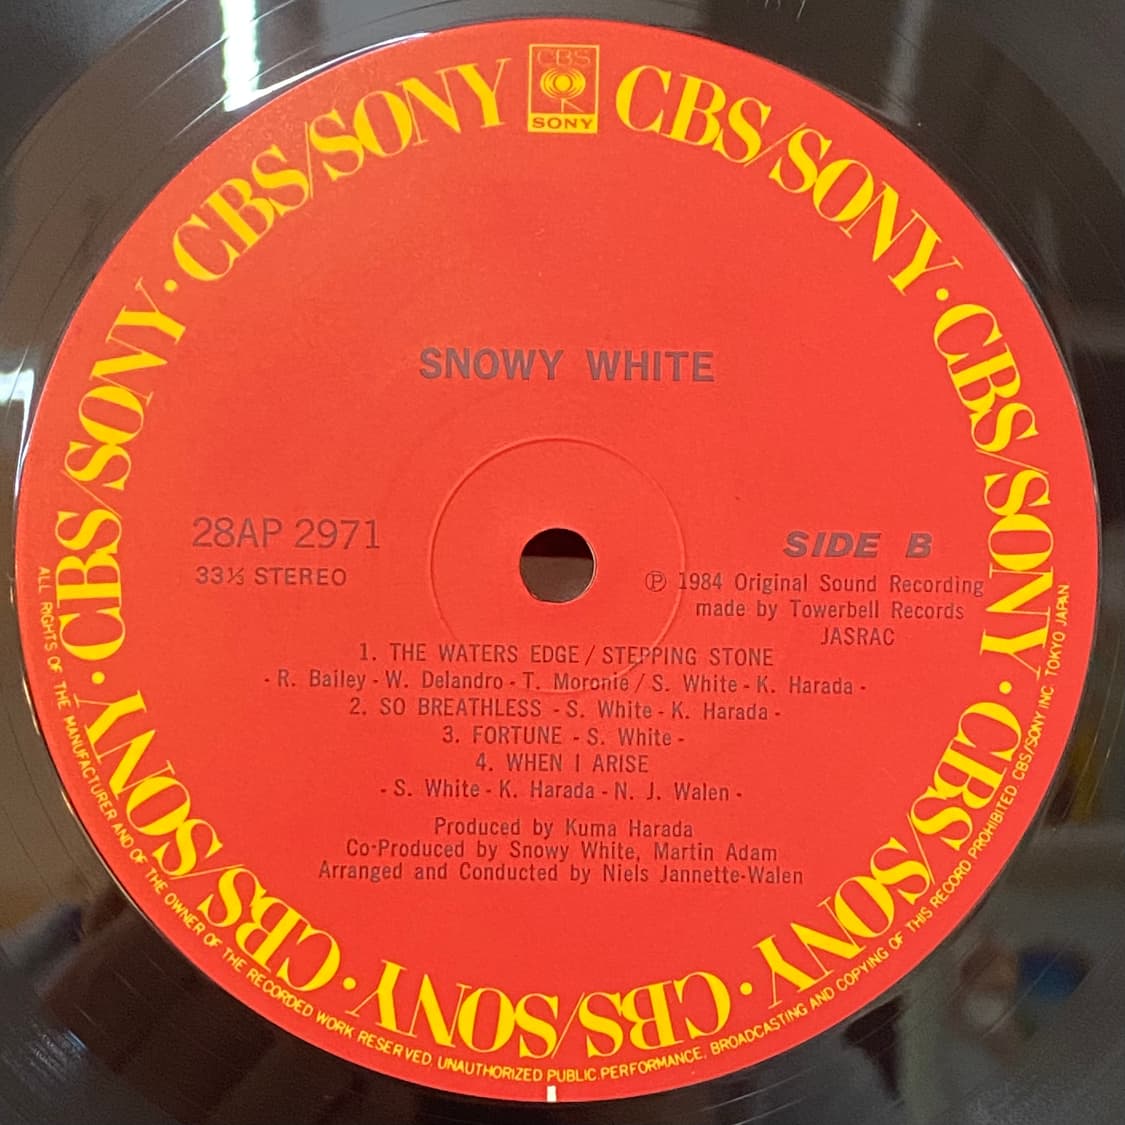 CBS
SONY
CBS/SONY · CBS/SONY · CBS/SONY · CBS/SONY · CBS/SONY · CBS/SONY · CBS/SONY · CBS/SONY
SNOWY WHITE
28AP 2971
33⅓ STEREO
SIDE B
Ⓟ 1984 Original Sound Recording
made by Towerbell Records
JASRAC
1. THE WATERS EDGE / STEPPING STONE
- R. Bailey - W. Delandro - T. Moronie / S. White - K. Harada -
2. SO BREATHLESS - S. White - K. Harada -
3. FORTUNE - S. White -
4. WHEN I ARISE
- S. White - K. Harada - N. J. Walen -
Produced by Kuma Harada
Co-Produced by Snowy White, Martin Adam
Arranged and Conducted by Niels Jannette-Walen
ALL RIGHTS OF THE MANUFACTURER AND OF THE OWNER OF THE RECORDED WORK RESERVED. UNAUTHORIZED PUBLIC PERFORMANCE, BROADCASTING AND COPYING OF THIS RECORD PROHIBITED CBS/SONY INC. TOKYO JAPAN